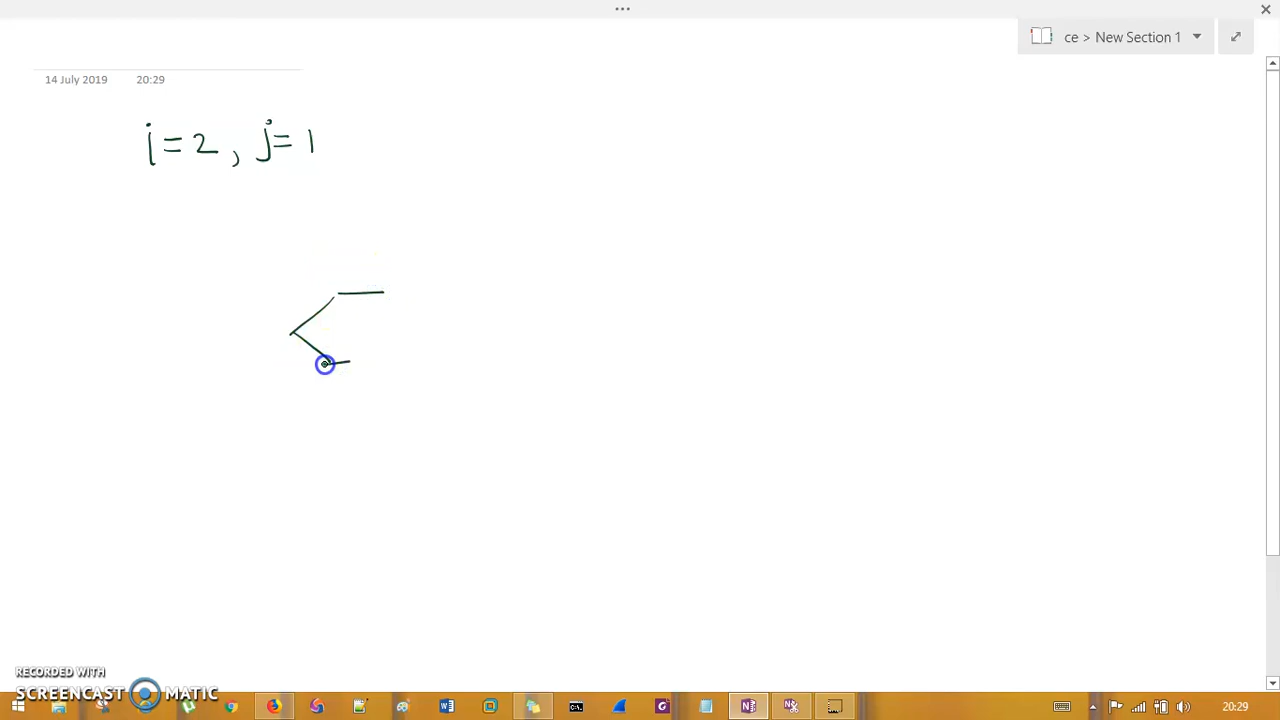 ce > New Section 1
14 July 2019 20:29
i = 2 , j = 1
RECORDED WITH
SCREENCAST MATIC
20:29